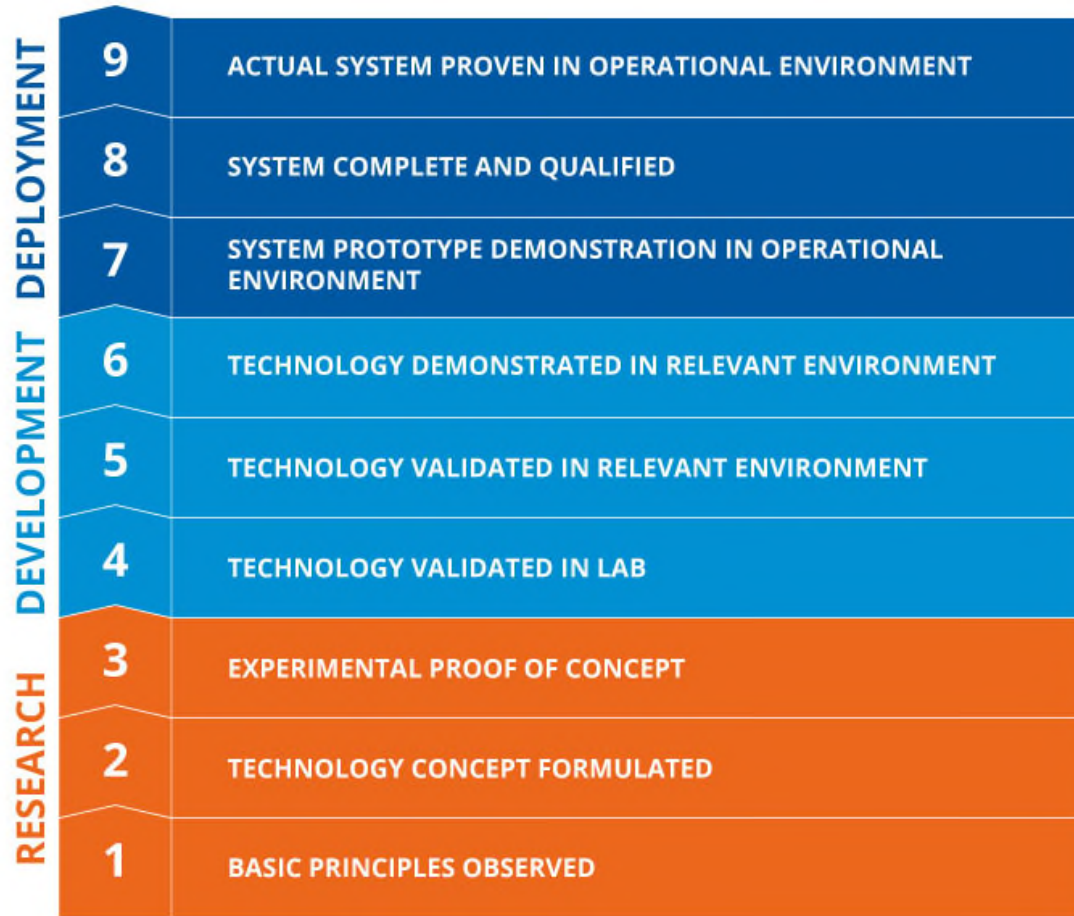 DEPLOYMENT
9
ACTUAL SYSTEM PROVEN IN OPERATIONAL ENVIRONMENT
8
SYSTEM COMPLETE AND QUALIFIED
7
SYSTEM PROTOTYPE DEMONSTRATION IN OPERATIONAL
ENVIRONMENT
DEVELOPMENT
6
TECHNOLOGY DEMONSTRATED IN RELEVANT ENVIRONMENT
5
TECHNOLOGY VALIDATED IN RELEVANT ENVIRONMENT
4
TECHNOLOGY VALIDATED IN LAB
RESEARCH
3
EXPERIMENTAL PROOF OF CONCEPT
2
TECHNOLOGY CONCEPT FORMULATED
1
BASIC PRINCIPLES OBSERVED